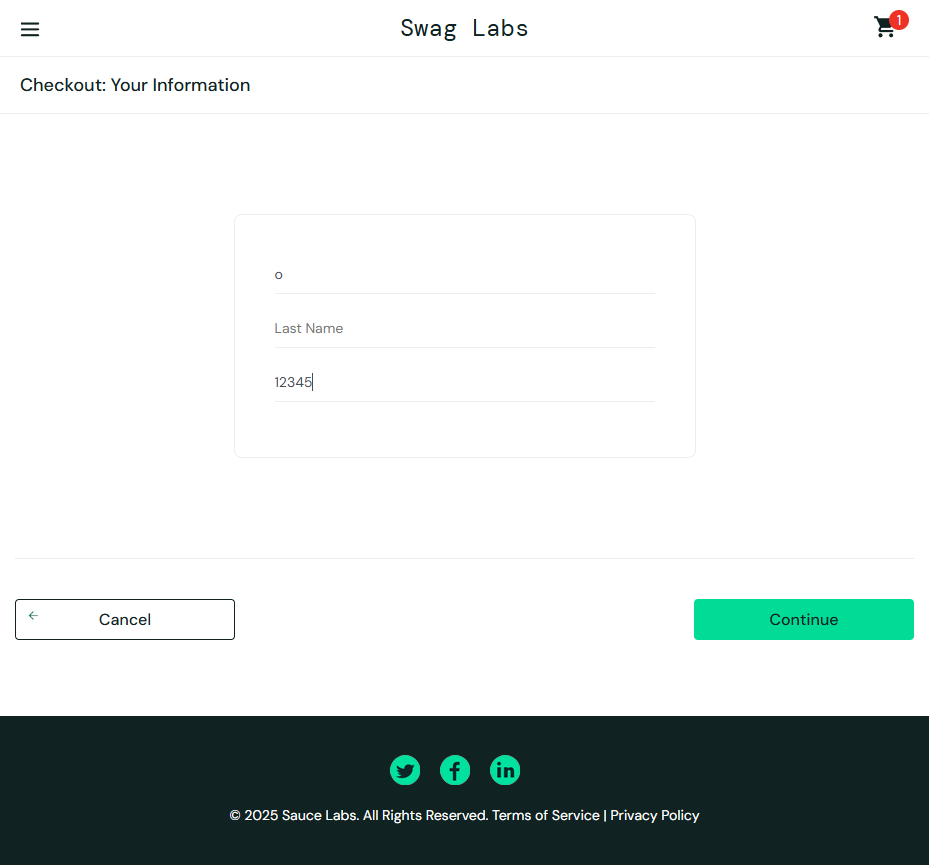 Swag Labs
1
Checkout: Your Information
o
Last Name
12345
Cancel
Continue
© 2025 Sauce Labs. All Rights Reserved. Terms of Service | Privacy Policy